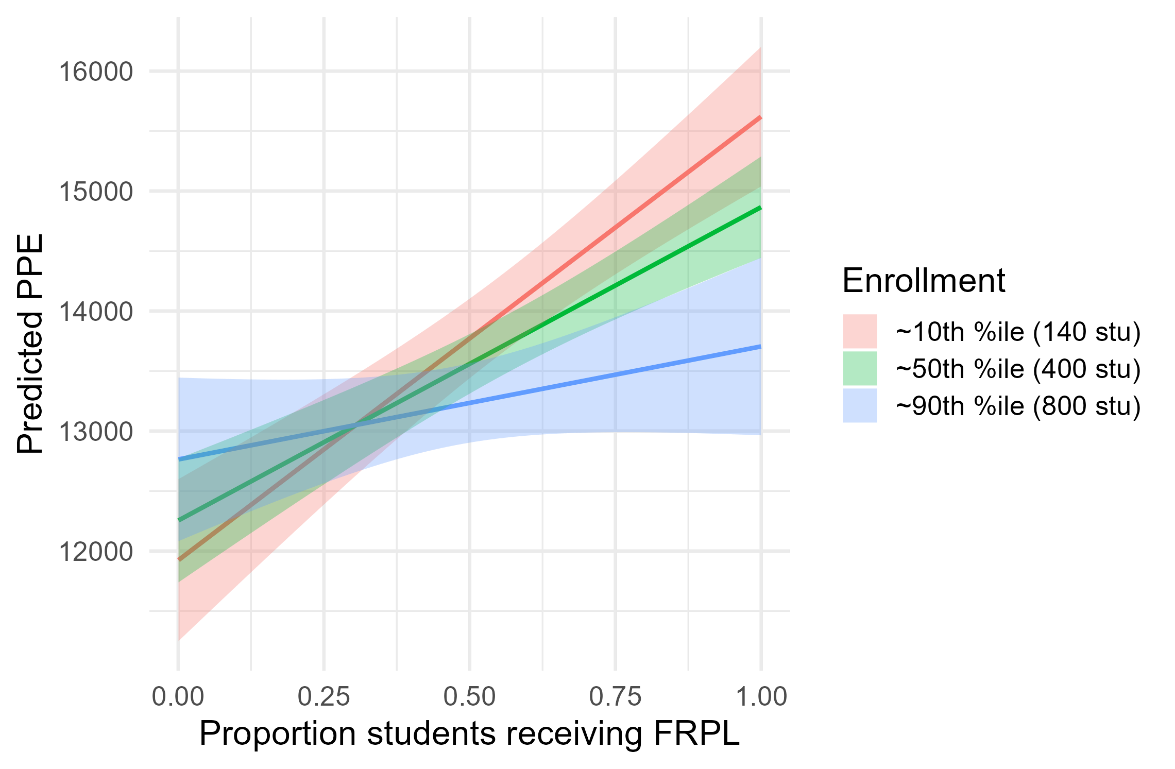 16000
15000
14000
13000
12000
Predicted PPE
0.00 0.25 0.50 0.75 1.00
Proportion students receiving FRPL
Enrollment
~10th %ile (140 stu)
~50th %ile (400 stu)
~90th %ile (800 stu)